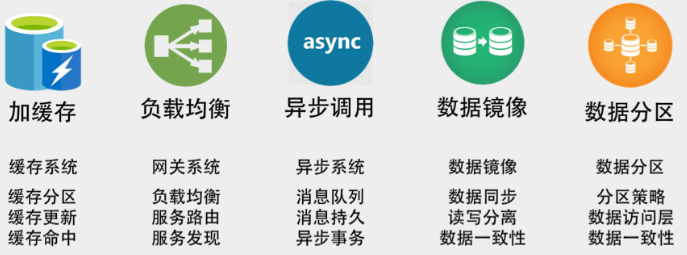 async
加缓存
负载均衡
异步调用
数据镜像
数据分区
缓存系统
网关系统
异步系统
数据镜像
数据分区
缓存分区
负载均衡
消息队列
数据同步
分区策略
缓存更新
服务路由
消息持久
读写分离
数据访问层
缓存命中
服务发现
异步事务
数据一致性
数据一致性